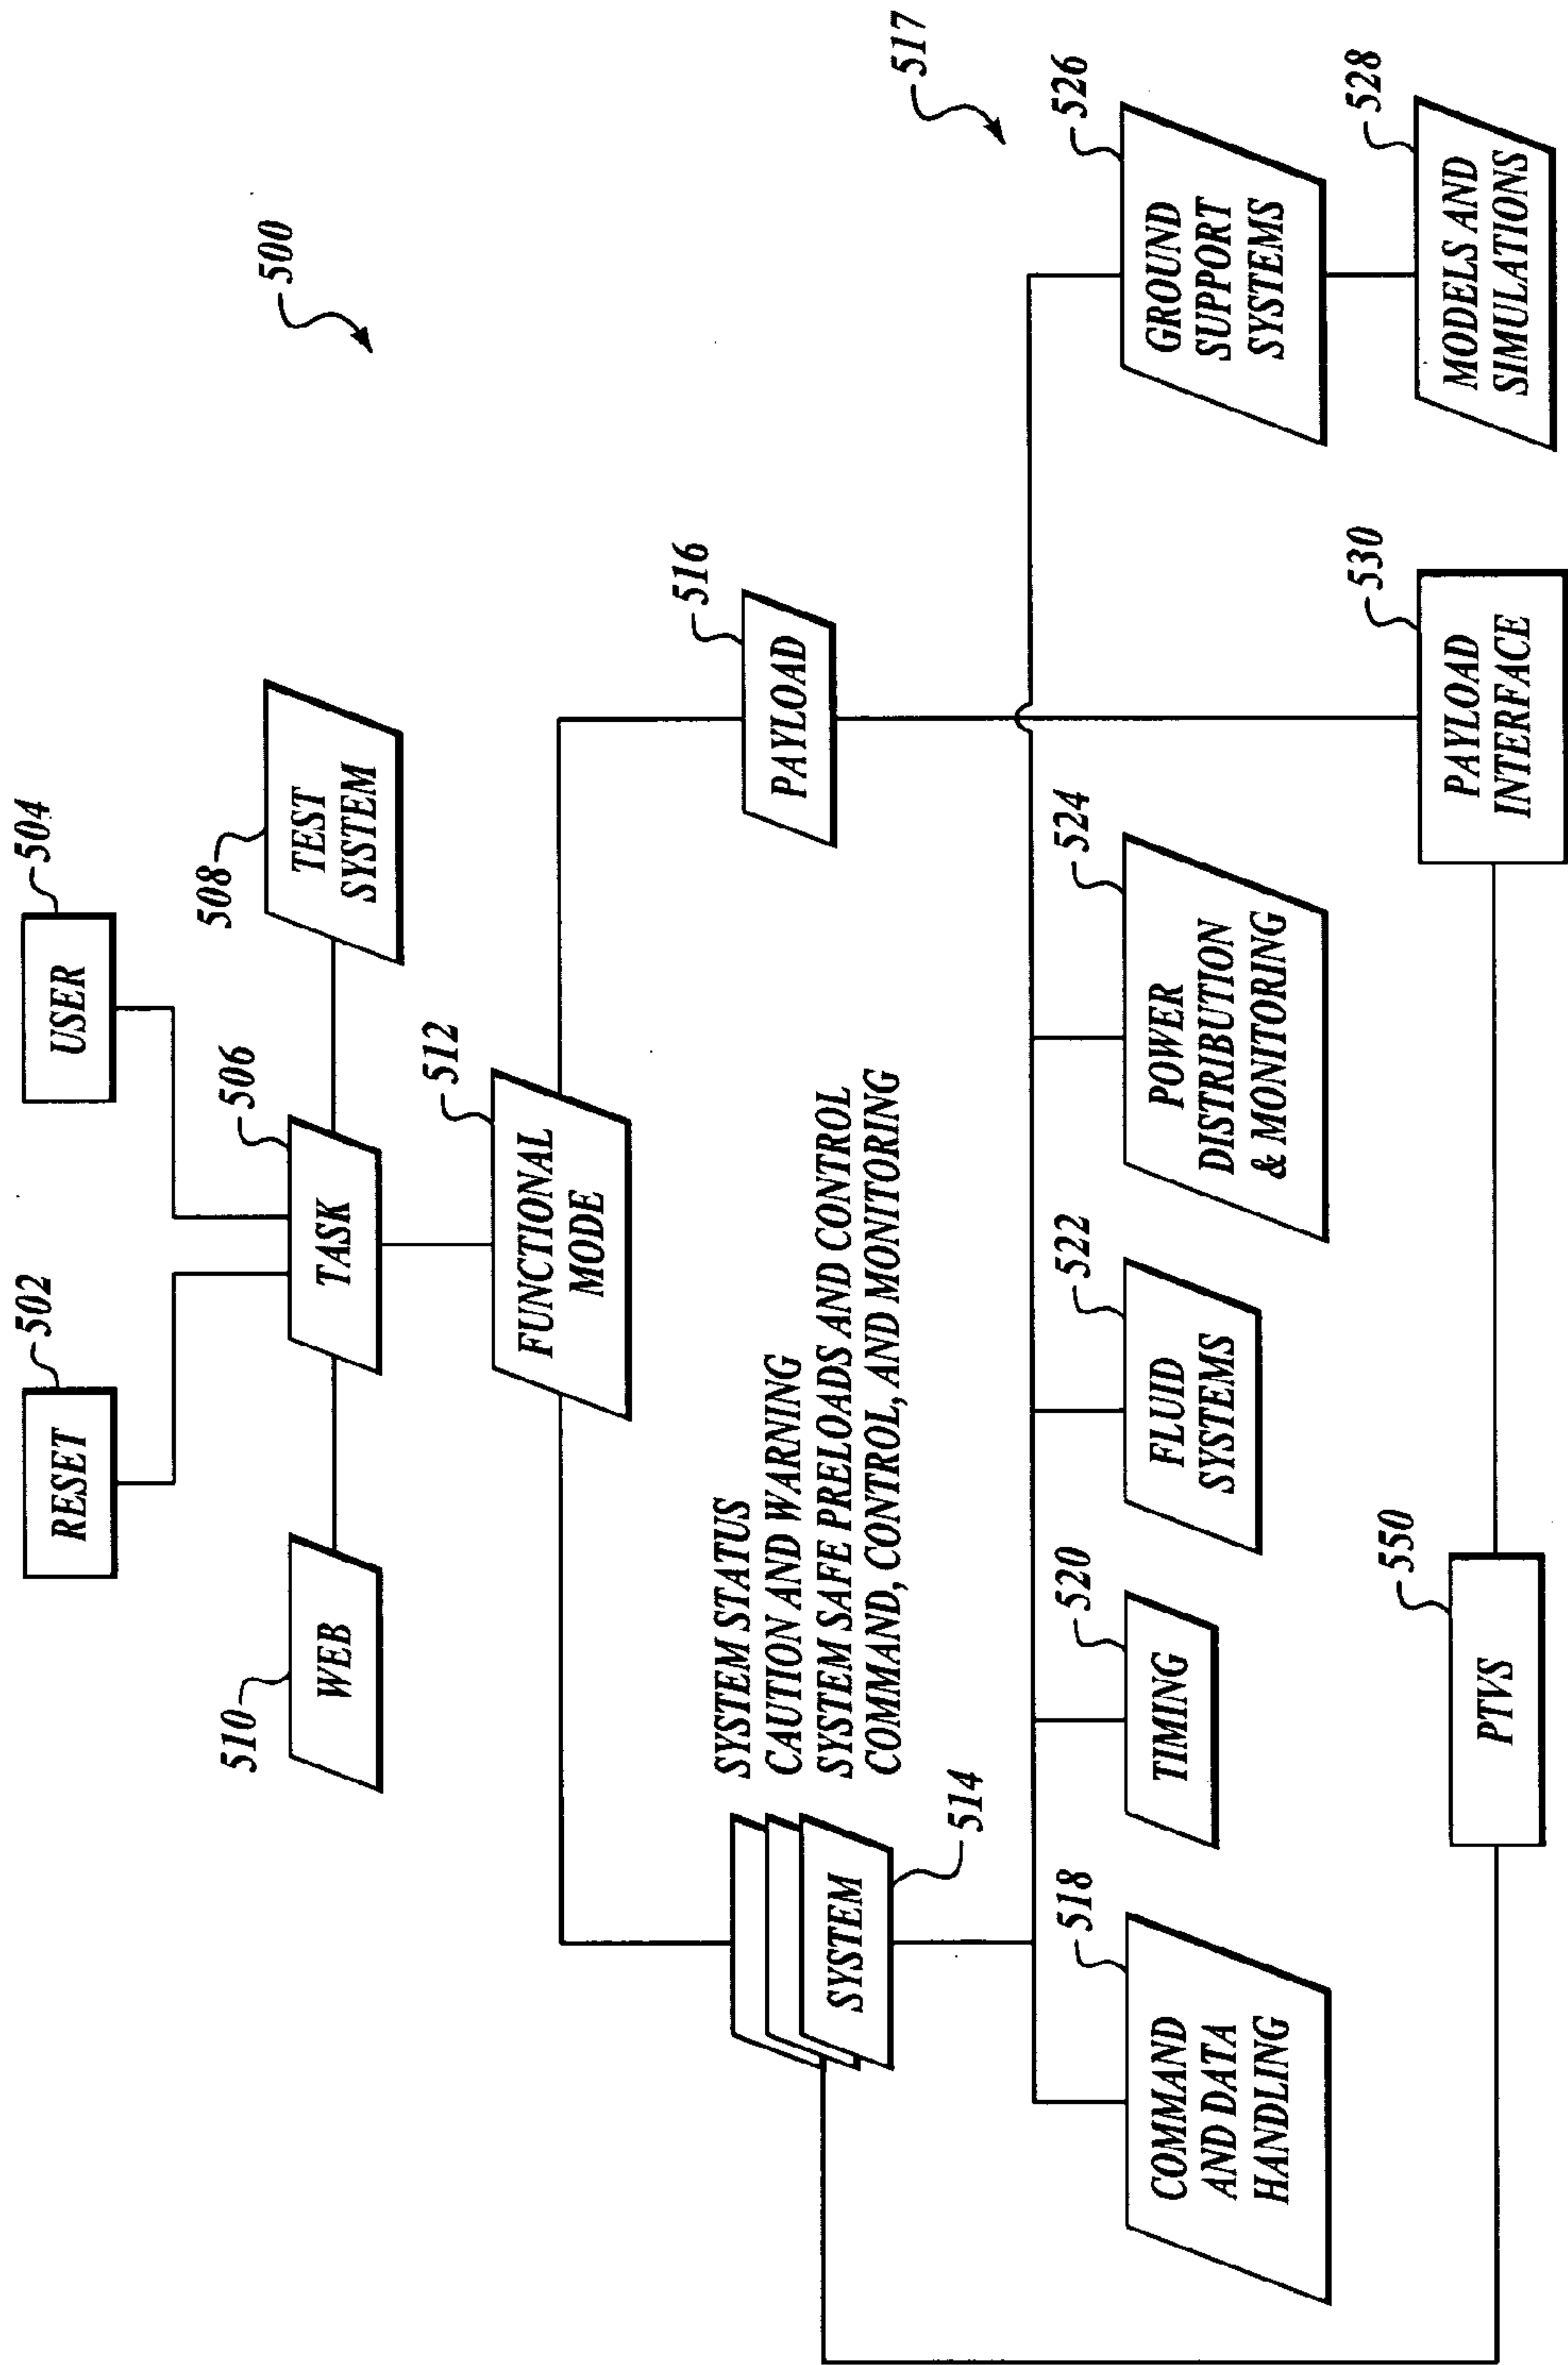 500
502
RESET
504
USER
510
WEB
506
TASK
508
TEST
SYSTEM
512
FUNCTIONAL
MODE
SYSTEM STATUS
CAUTION AND WARNING
SYSTEM SAFE PRELOADS AND CONTROL
COMMAND, CONTROL, AND MONITORING
SYSTEM
514
516
PAYLOAD
517
518
COMMAND
AND DATA
HANDLING
520
TIMING
522
FLUID
SYSTEMS
524
POWER
DISTRIBUTION
& MONITORING
526
GROUND
SUPPORT
SYSTEMS
550
PTVS
530
PAYLOAD
INTERFACE
528
MODELS AND
SIMULATIONS